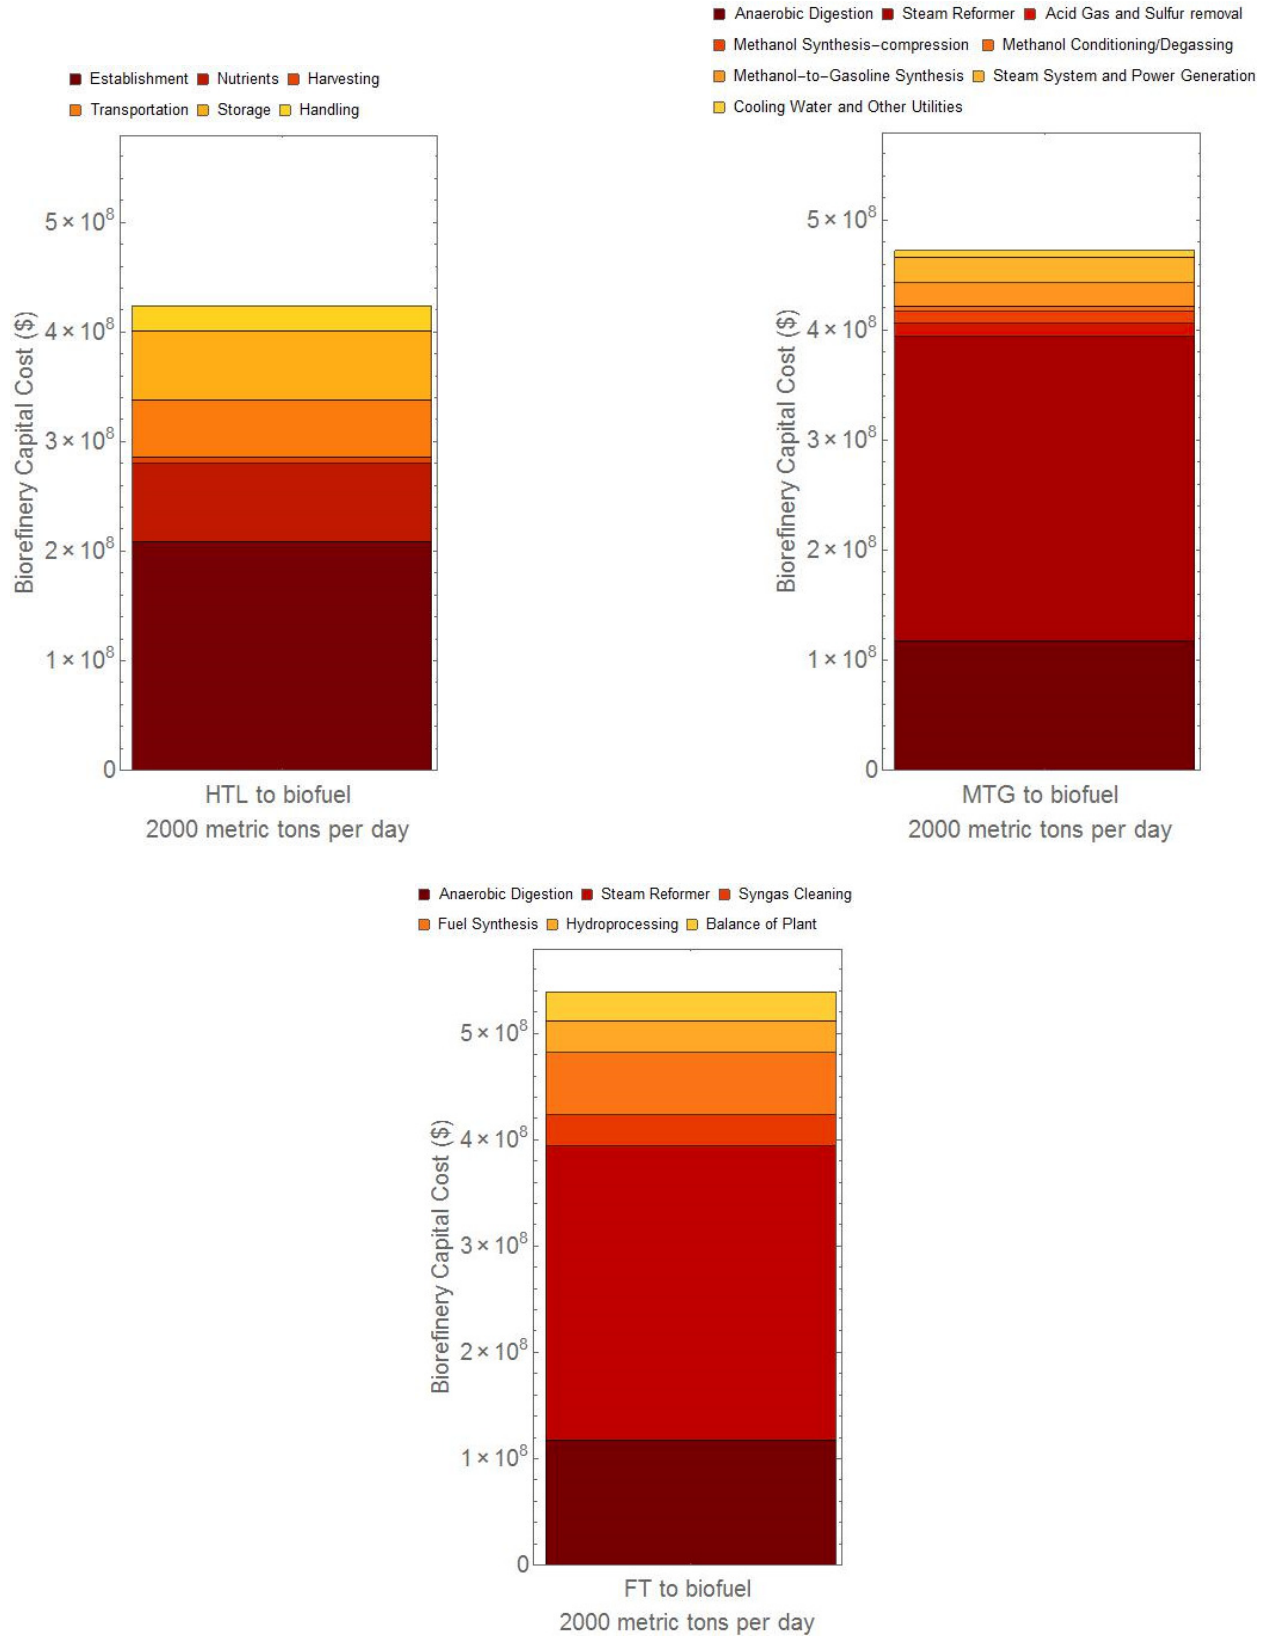 Establishment Nutrients Harvesting
Transportation Storage Handling
5 × 10^8
4 × 10^8
3 × 10^8
2 × 10^8
1 × 10^8
0
Biorefinery Capital Cost ($)
HTL to biofuel
2000 metric tons per day
Anaerobic Digestion Steam Reformer Acid Gas and Sulfur removal
Methanol Synthesis–compression Methanol Conditioning/Degassing
Methanol–to–Gasoline Synthesis Steam System and Power Generation
Cooling Water and Other Utilities
5 × 10^8
4 × 10^8
3 × 10^8
2 × 10^8
1 × 10^8
0
Biorefinery Capital Cost ($)
MTG to biofuel
2000 metric tons per day
Anaerobic Digestion Steam Reformer Syngas Cleaning
Fuel Synthesis Hydroprocessing Balance of Plant
5 × 10^8
4 × 10^8
3 × 10^8
2 × 10^8
1 × 10^8
0
Biorefinery Capital Cost ($)
FT to biofuel
2000 metric tons per day